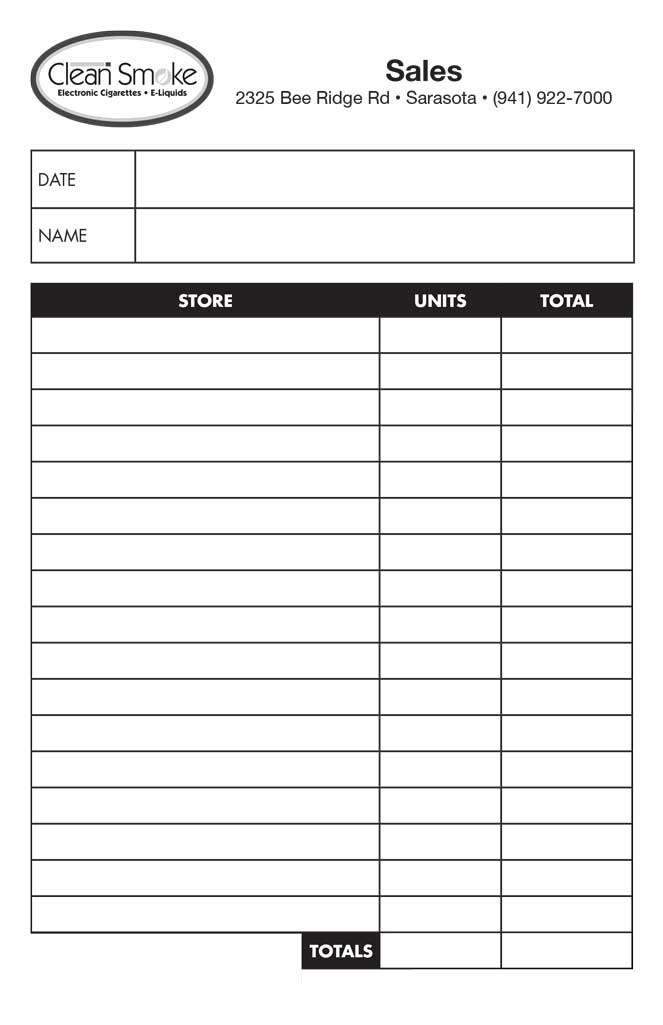 Clean Smoke
Electronic Cigarettes • E-Liquids
Sales
2325 Bee Ridge Rd • Sarasota • (941) 922-7000
DATE
NAME
STORE UNITS TOTAL
TOTALS